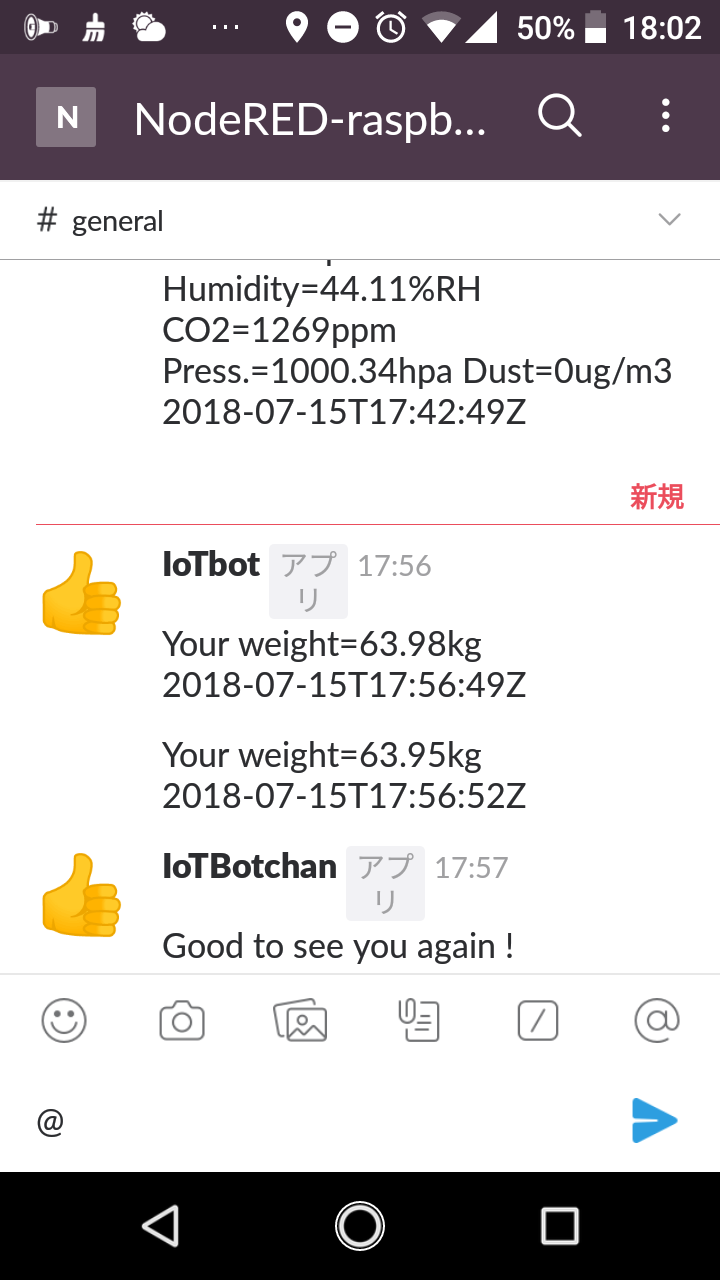 50% 18:02
N NodeRED-raspb...
# general
Humidity=44.11%RH
CO2=1269ppm
Press.=1000.34hpa Dust=0ug/m3
2018-07-15T17:42:49Z
新規
IoTbot アプリ 17:56
Your weight=63.98kg
2018-07-15T17:56:49Z
Your weight=63.95kg
2018-07-15T17:56:52Z
IoTBotchan アプリ 17:57
Good to see you again !
@